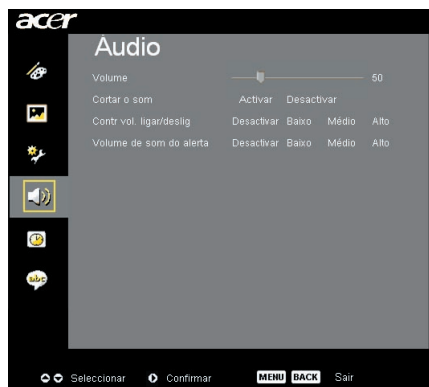 acer
Áudio
Volume 50
Cortar o som Activar Desactivar
Contr vol. ligar/deslig Desactivar Baixo Médio Alto
Volume de som do alerta Desactivar Baixo Médio Alto
abc
Seleccionar Confirmar MENU BACK Sair